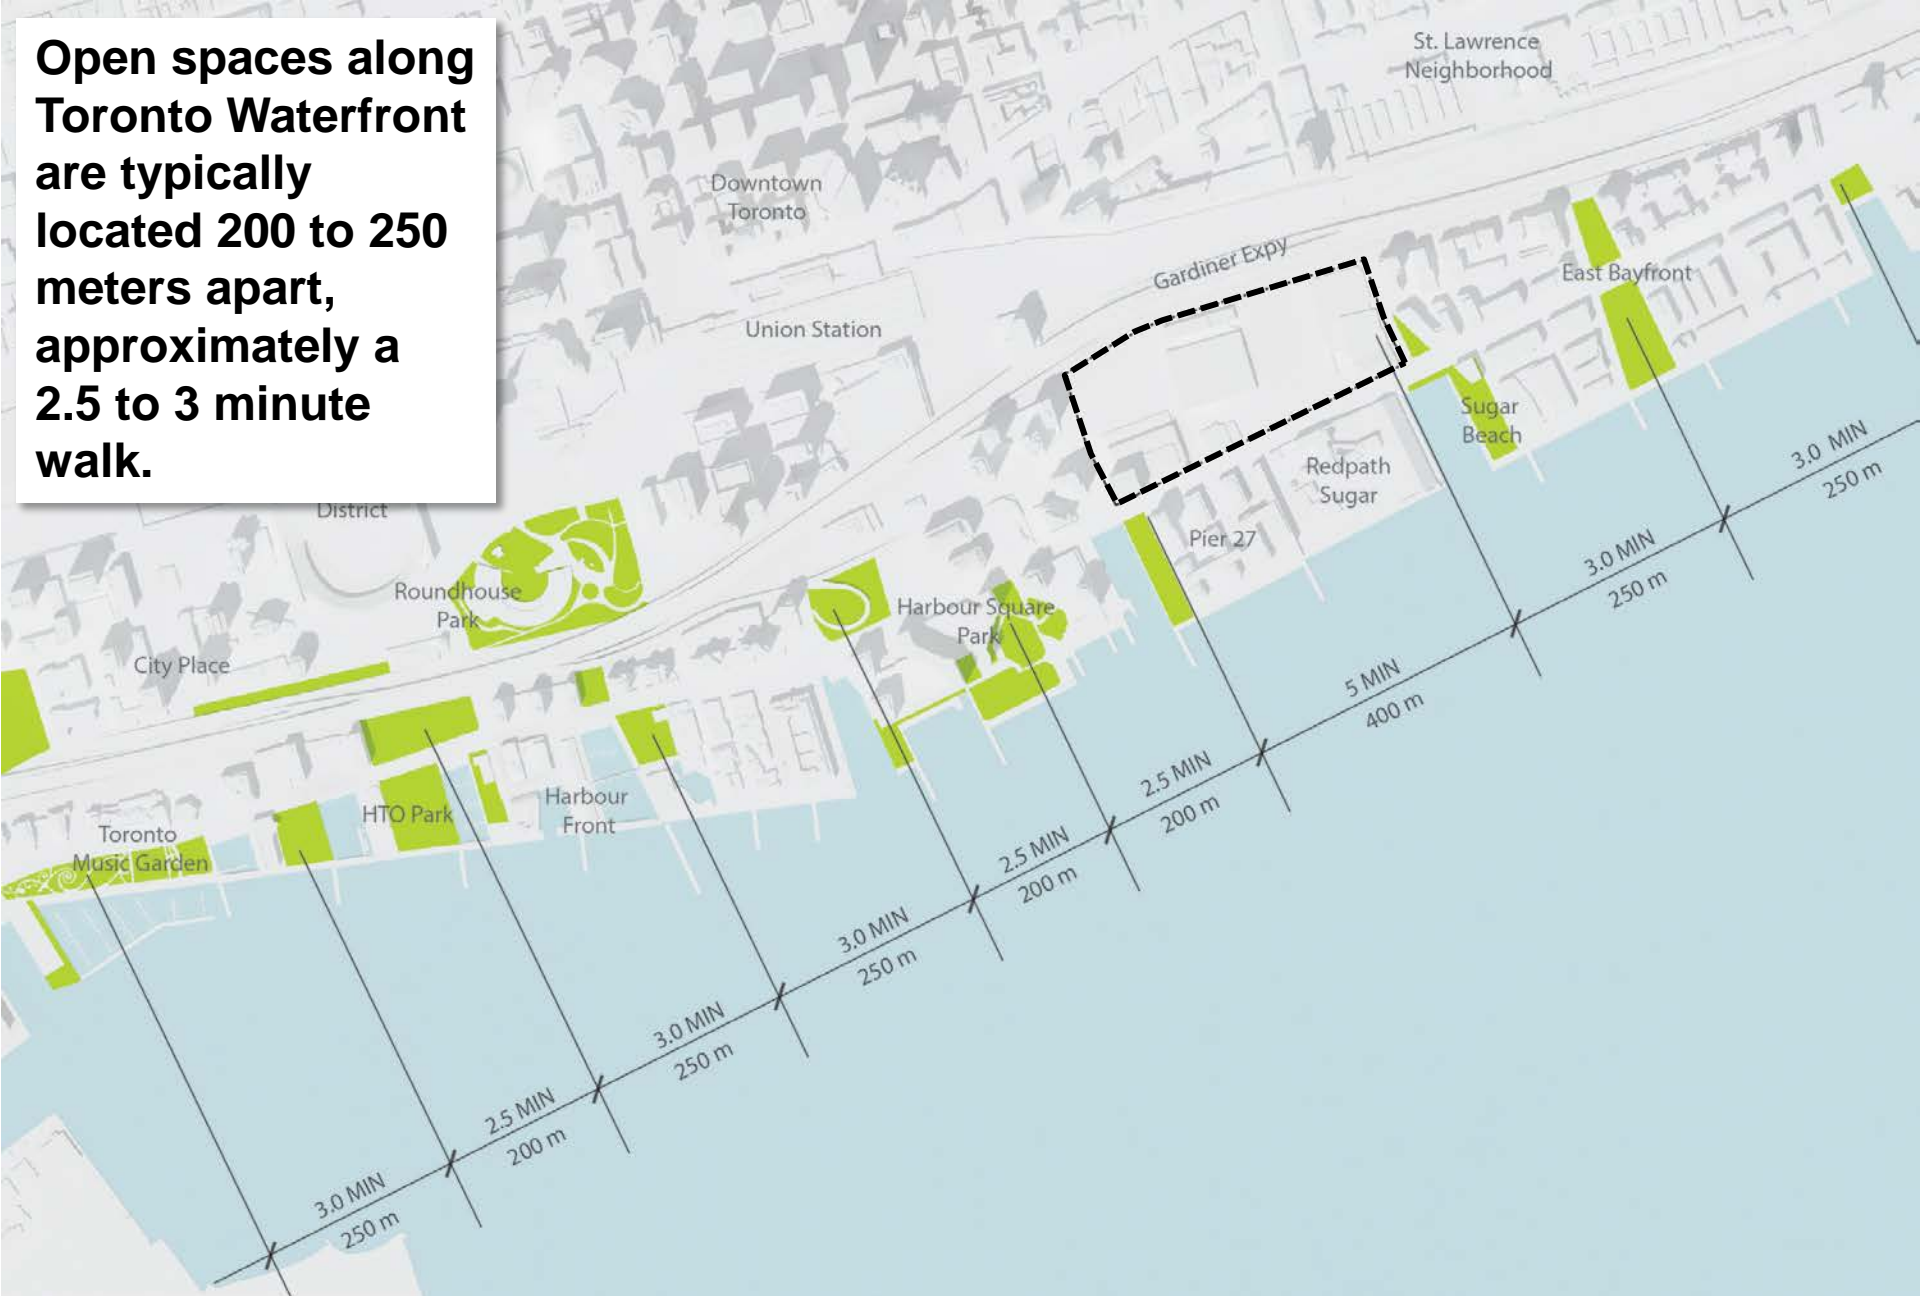 Open spaces along
Toronto Waterfront
are typically
located 200 to 250
meters apart,
approximately a
2.5 to 3 minute
walk.
St. Lawrence
Neighborhood
Downtown
Toronto
Gardiner Expy
East Bayfront
Union Station
Sugar
Beach
Redpath
Sugar
Pier 27
District
Roundhouse
Park
Harbour Square
Park
City Place
HTO Park
Harbour
Front
Toronto
Music Garden
3.0 MIN
250 m
2.5 MIN
200 m
3.0 MIN
250 m
3.0 MIN
250 m
2.5 MIN
200 m
2.5 MIN
200 m
5 MIN
400 m
3.0 MIN
250 m
3.0 MIN
250 m